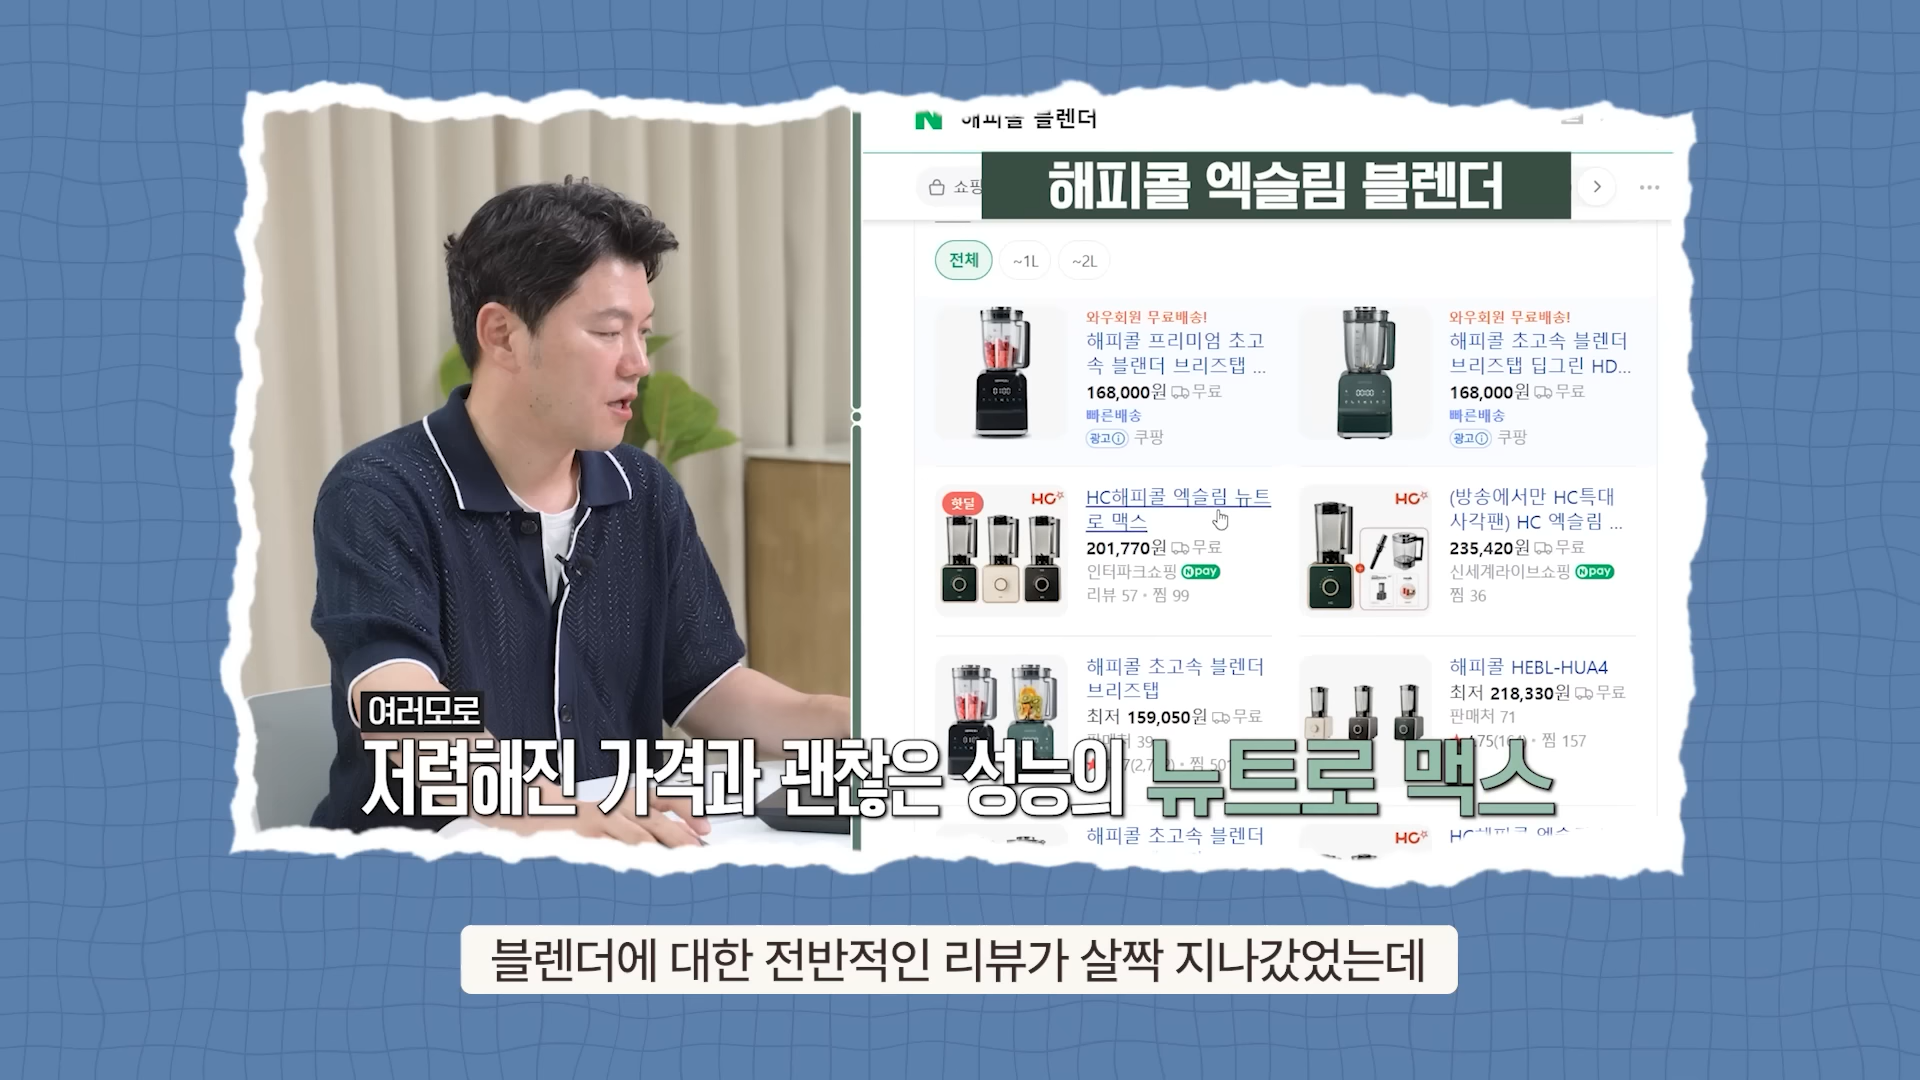 해피콜 블렌더
해피콜 엑슬림 블렌더
쇼핑
전체
~1L
~2L
와우회원 무료배송!
해피콜 프리미엄 초고
속 블랜더 브리즈탭 ...
168,000원 무료
빠른배송
광고 쿠팡
와우회원 무료배송!
해피콜 초고속 블렌더
브리즈탭 딥그린 HD...
168,000원 무료
빠른배송
광고 쿠팡
핫딜
HC
HC해피콜 엑슬림 뉴트
로 맥스
201,770원 무료
인터파크쇼핑 N pay
리뷰 57 · 찜 99
HC
(방송에서만 HC특대
사각팬) HC 엑슬림 ...
235,420원 무료
신세계라이브쇼핑 N pay
찜 36
해피콜 초고속 블렌더
브리즈탭
최저 159,050원 무료
판매처 39
찜 501
해피콜 HEBL-HUA4
최저 218,330원 무료
판매처 71
찜 157
여러모로
저렴해진 가격과 괜찮은 성능의 뉴트로 맥스
해피콜 초고속 블렌더
HC
블렌더에 대한 전반적인 리뷰가 살짝 지나갔었는데